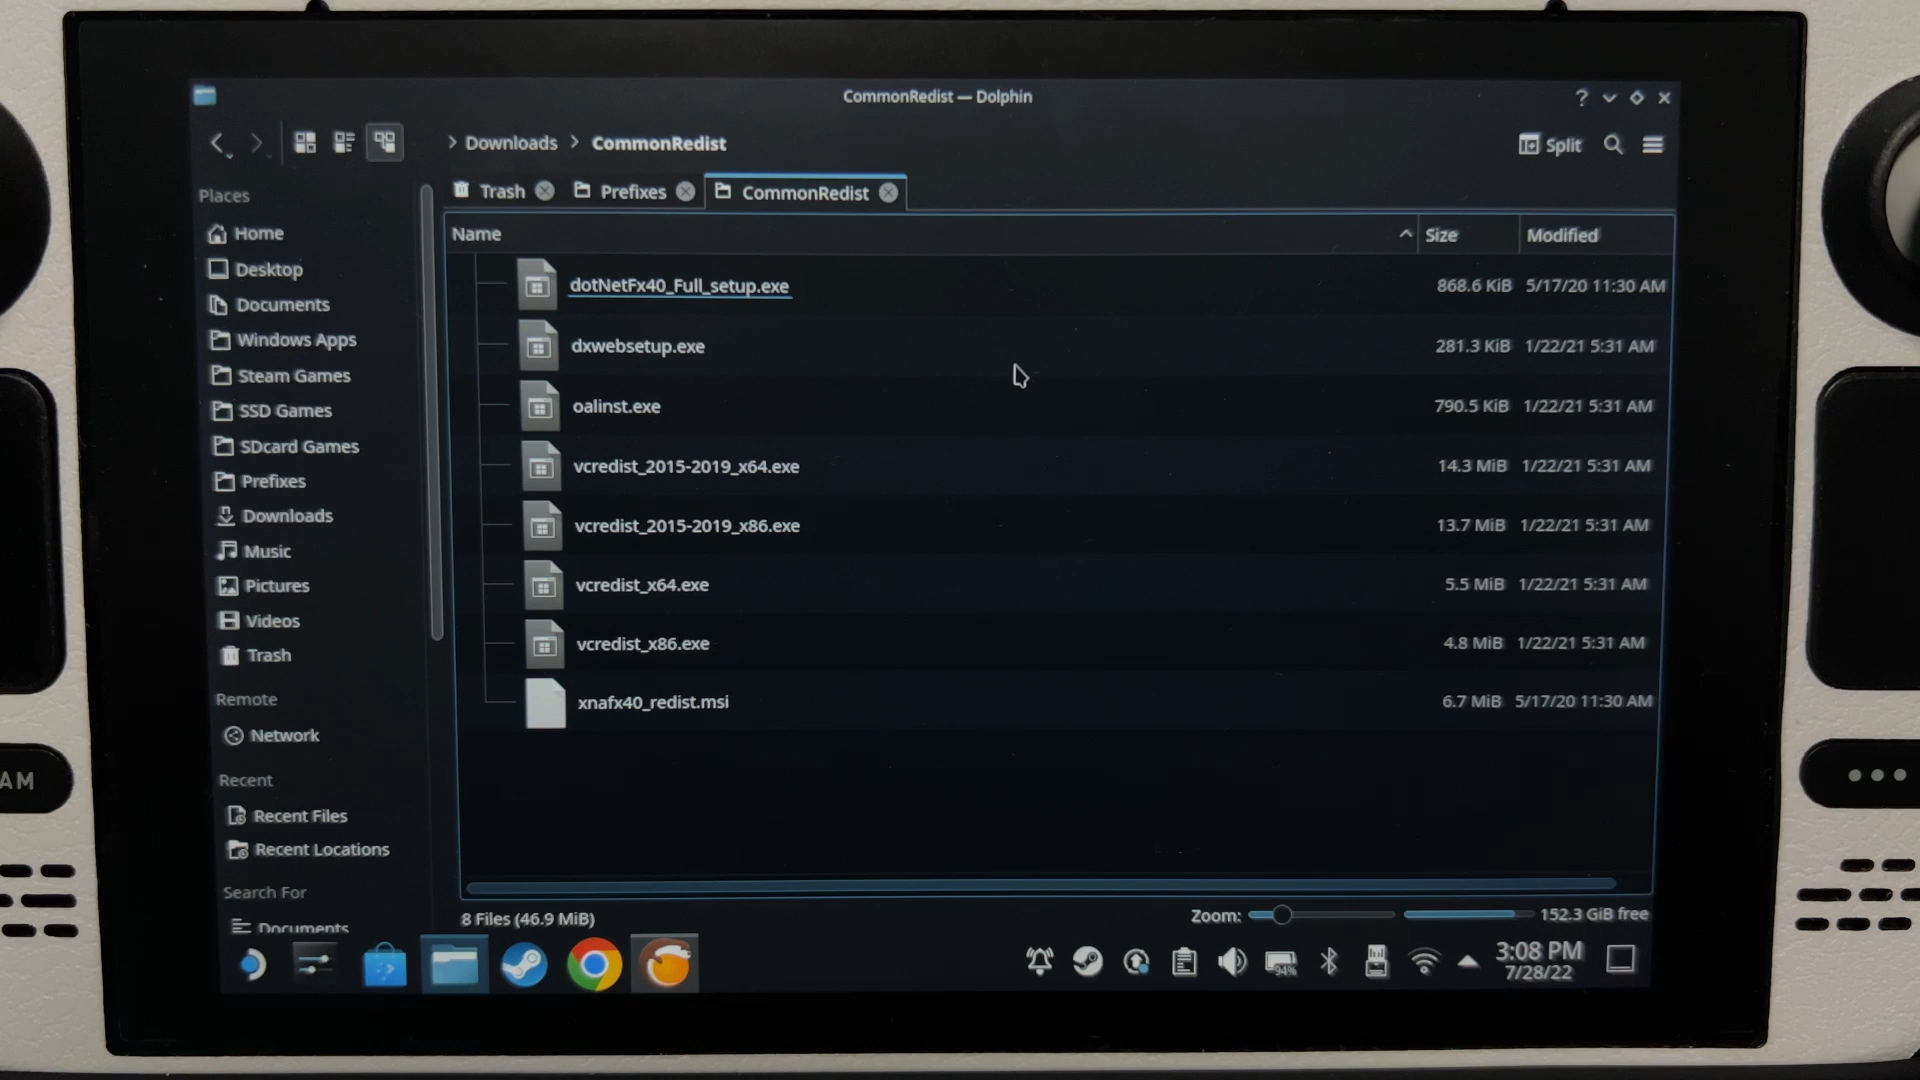 CommonRedist — Dolphin
?
Downloads > CommonRedist
Split
Places
Home
Desktop
Documents
Windows Apps
Steam Games
SSD Games
SDcard Games
Prefixes
Downloads
Music
Pictures
Videos
Trash
Remote
Network
Recent
Recent Files
Recent Locations
Search For
Documents
Trash Prefixes CommonRedist
Name Size Modified
dotNetFx40_Full_setup.exe 868.6 KiB 5/17/20 11:30 AM
dxwebsetup.exe 281.3 KiB 1/22/21 5:31 AM
oalinst.exe 790.5 KiB 1/22/21 5:31 AM
vcredist_2015-2019_x64.exe 14.3 MiB 1/22/21 5:31 AM
vcredist_2015-2019_x86.exe 13.7 MiB 1/22/21 5:31 AM
vcredist_x64.exe 5.5 MiB 1/22/21 5:31 AM
vcredist_x86.exe 4.8 MiB 1/22/21 5:31 AM
xnafx40_redist.msi 6.7 MiB 5/17/20 11:30 AM
8 Files (46.9 MiB) Zoom: 152.3 GiB free
94%
3:08 PM
7/28/22
AM